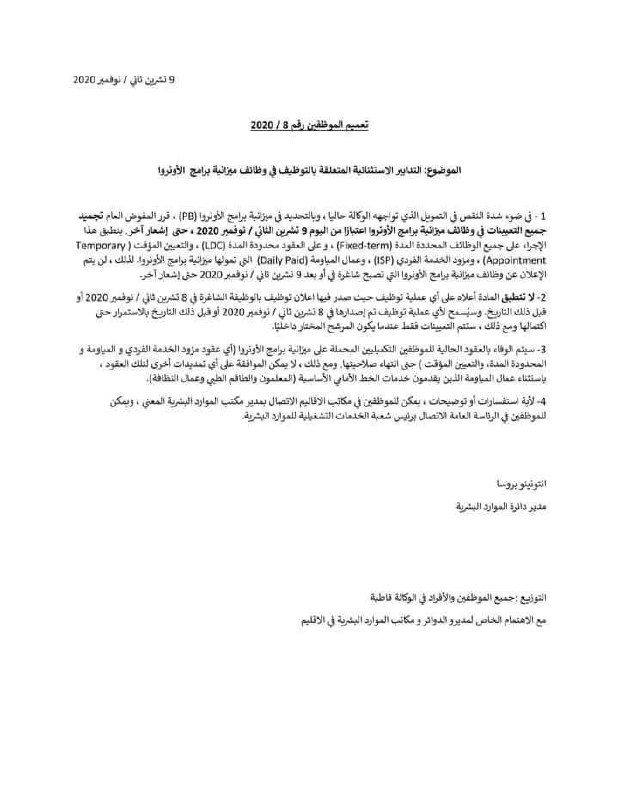 9 تشرين ثاني / نوفمبر 2020
تعميم الموظفين رقم 8 / 2020
الموضوع: التدابير الاستثنائية المتعلقة بالتوظيف في وظائف ميزانية برامج الأونروا
1 - في ضوء شدة النقص في التمويل الذي تواجهه الوكالة حاليا ، وبالتحديد في ميزانية برامج الأونروا (PB) ، قرر المفوض العام تجميد
جميع التعيينات في وظائف ميزانية برامج الأونروا اعتبارًا من اليوم 9 تشرين الثاني / نوفمبر 2020 ، حتى إشعار آخر. ينطبق هذا
الإجراء على جميع الوظائف المحددة المدة (Fixed-term) ، و على العقود محدودة المدة (LDC) ، والتعيين المؤقت ( Temporary
Appointment) ، ومزود الخدمة الفردي (ISP) ، وعمال المياومة (Daily Paid) التي تمولها ميزانية برامج الأونروا. لذلك ، لن يتم
الإعلان عن وظائف ميزانية برامج الأونروا التي تصبح شاغرة في أو بعد 9 تشرين ثاني / نوفمبر 2020 حتى إشعار آخر.
2- لا تنطبق المادة أعلاه على أي عملية توظيف حيث صدر فيها اعلان توظيف بالوظيفة الشاغرة في 8 تشرين ثاني / نوفمبر 2020 أو
قبل ذلك التاريخ. وسيُسمح لأي عملية توظيف تم إصدارها في 8 تشرين ثاني / نوفمبر 2020 أو قبل ذلك التاريخ بالاستمرار حتى
اكتمالها ومع ذلك ، ستتم التعيينات فقط عندما يكون المرشح المختار داخليًا.
3- سيتم الوفاء بالعقود الحالية للموظفين التكميليين المحملة على ميزانية برامج الأونروا (أي عقود مزود الخدمة الفردي و المياومة و
المحدودة المدة، والتعيين المؤقت ) حتى انتهاء صلاحيتها. ومع ذلك ، لا يمكن الموافقة على أي تمديدات أخرى لتلك العقود ،
باستثناء عمال المياومة الذين يقدمون خدمات الخط الأمامي الأساسية (المعلمون والطاقم الطبي وعمال النظافة).
4- لأية استفسارات أو توضيحات ، يمكن للموظفين في مكاتب الاقاليم الاتصال بمدير مكتب الموارد البشرية المعني ، ويمكن
للموظفين في الرئاسة العامة الاتصال برئيس شعبة الخدمات التشغيلية للموارد البشرية.
انتونينو بروسا
مدير دائرة الموارد البشرية
التوزيع :جميع الموظفين والأفراد في الوكالة قاطبة
مع الاهتمام الخاص لمديرو الدوائر و مكاتب الموارد البشرية في الاقليم